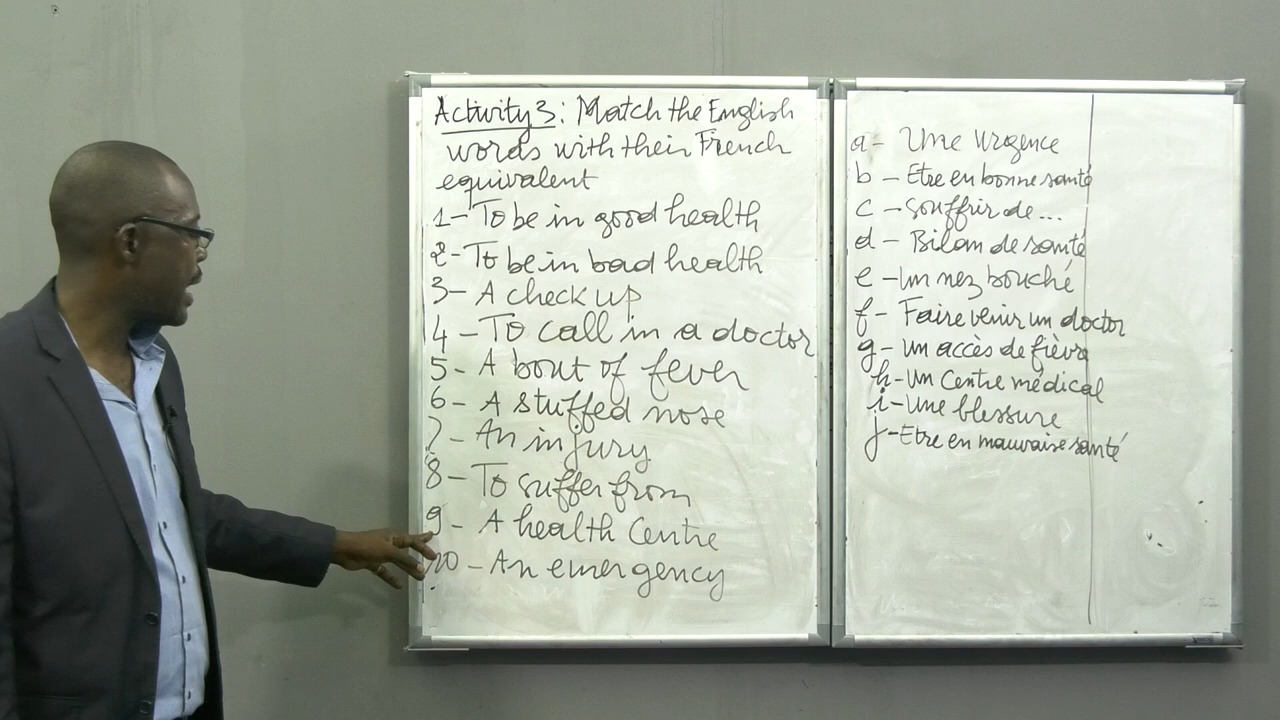 Activity 3: Match the English
words with their French
equivalent
1- To be in good health
2- To be in bad health
3- A check up
4- To call in a doctor
5- A bout of fever
6- A stuffed nose
7- An injury
8- To suffer from
9- A health Centre
10- An emergency
a- Une Urgence
b- Etre en bonne santé
c- souffrir de...
d- Bilan de santé
e- Un nez bouché
f- Faire venir un doctor
g- un accès de fièvre
h- Un Centre médical
i- Une blessure
j- Etre en mauvaise santé